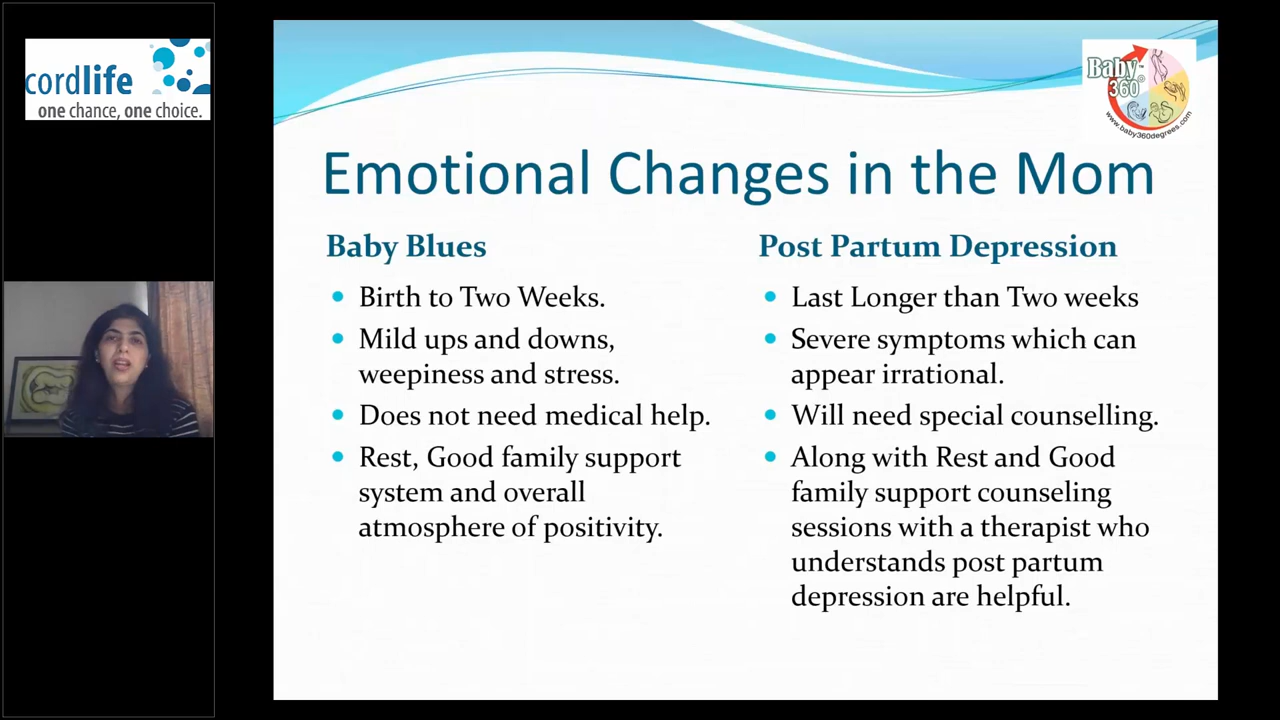 cordlife
one chance, one choice.
Baby
360°
www.baby360degrees.com
Emotional Changes in the Mom
Baby Blues
• Birth to Two Weeks.
• Mild ups and downs,
weepiness and stress.
• Does not need medical help.
• Rest, Good family support
system and overall
atmosphere of positivity.
Post Partum Depression
• Last Longer than Two weeks
• Severe symptoms which can
appear irrational.
• Will need special counselling.
• Along with Rest and Good
family support counseling
sessions with a therapist who
understands post partum
depression are helpful.